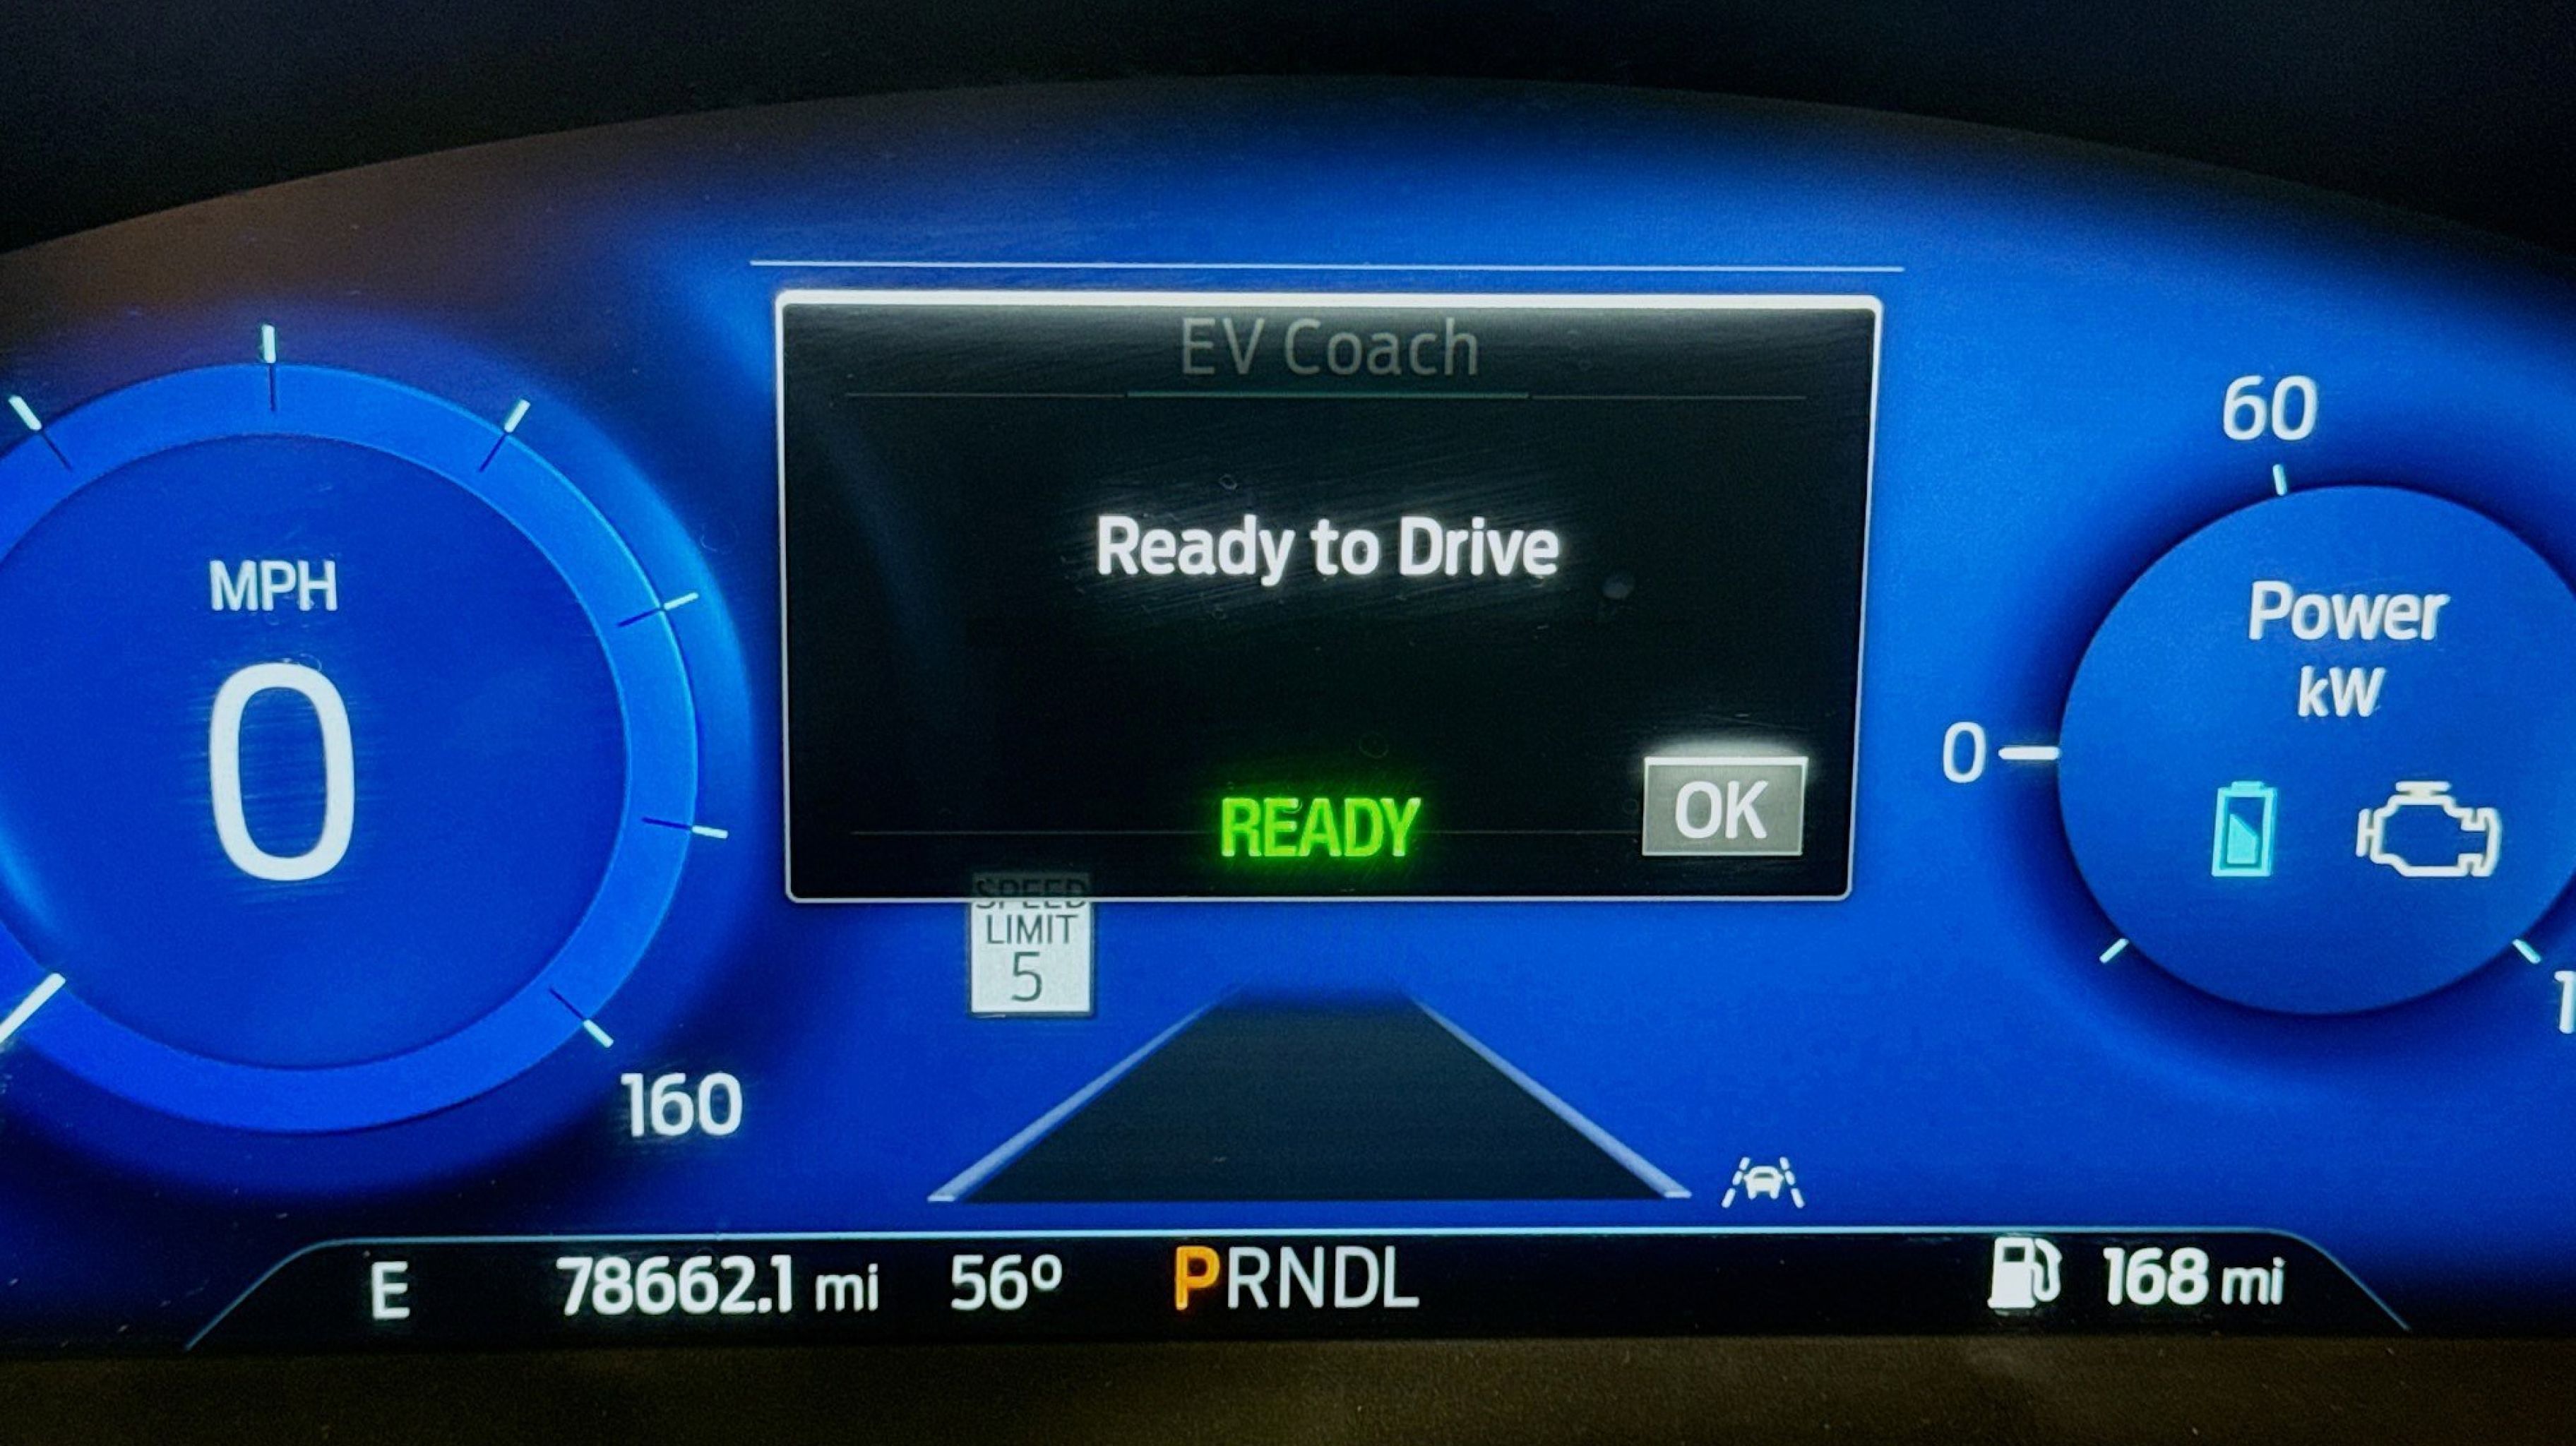 EV Coach
60
MPH
Ready to Drive
Power
kW
0
0
READY
OK
SPEED
LIMIT
5
160
E
78662.1 mi
56º
PRNDL
168 mi